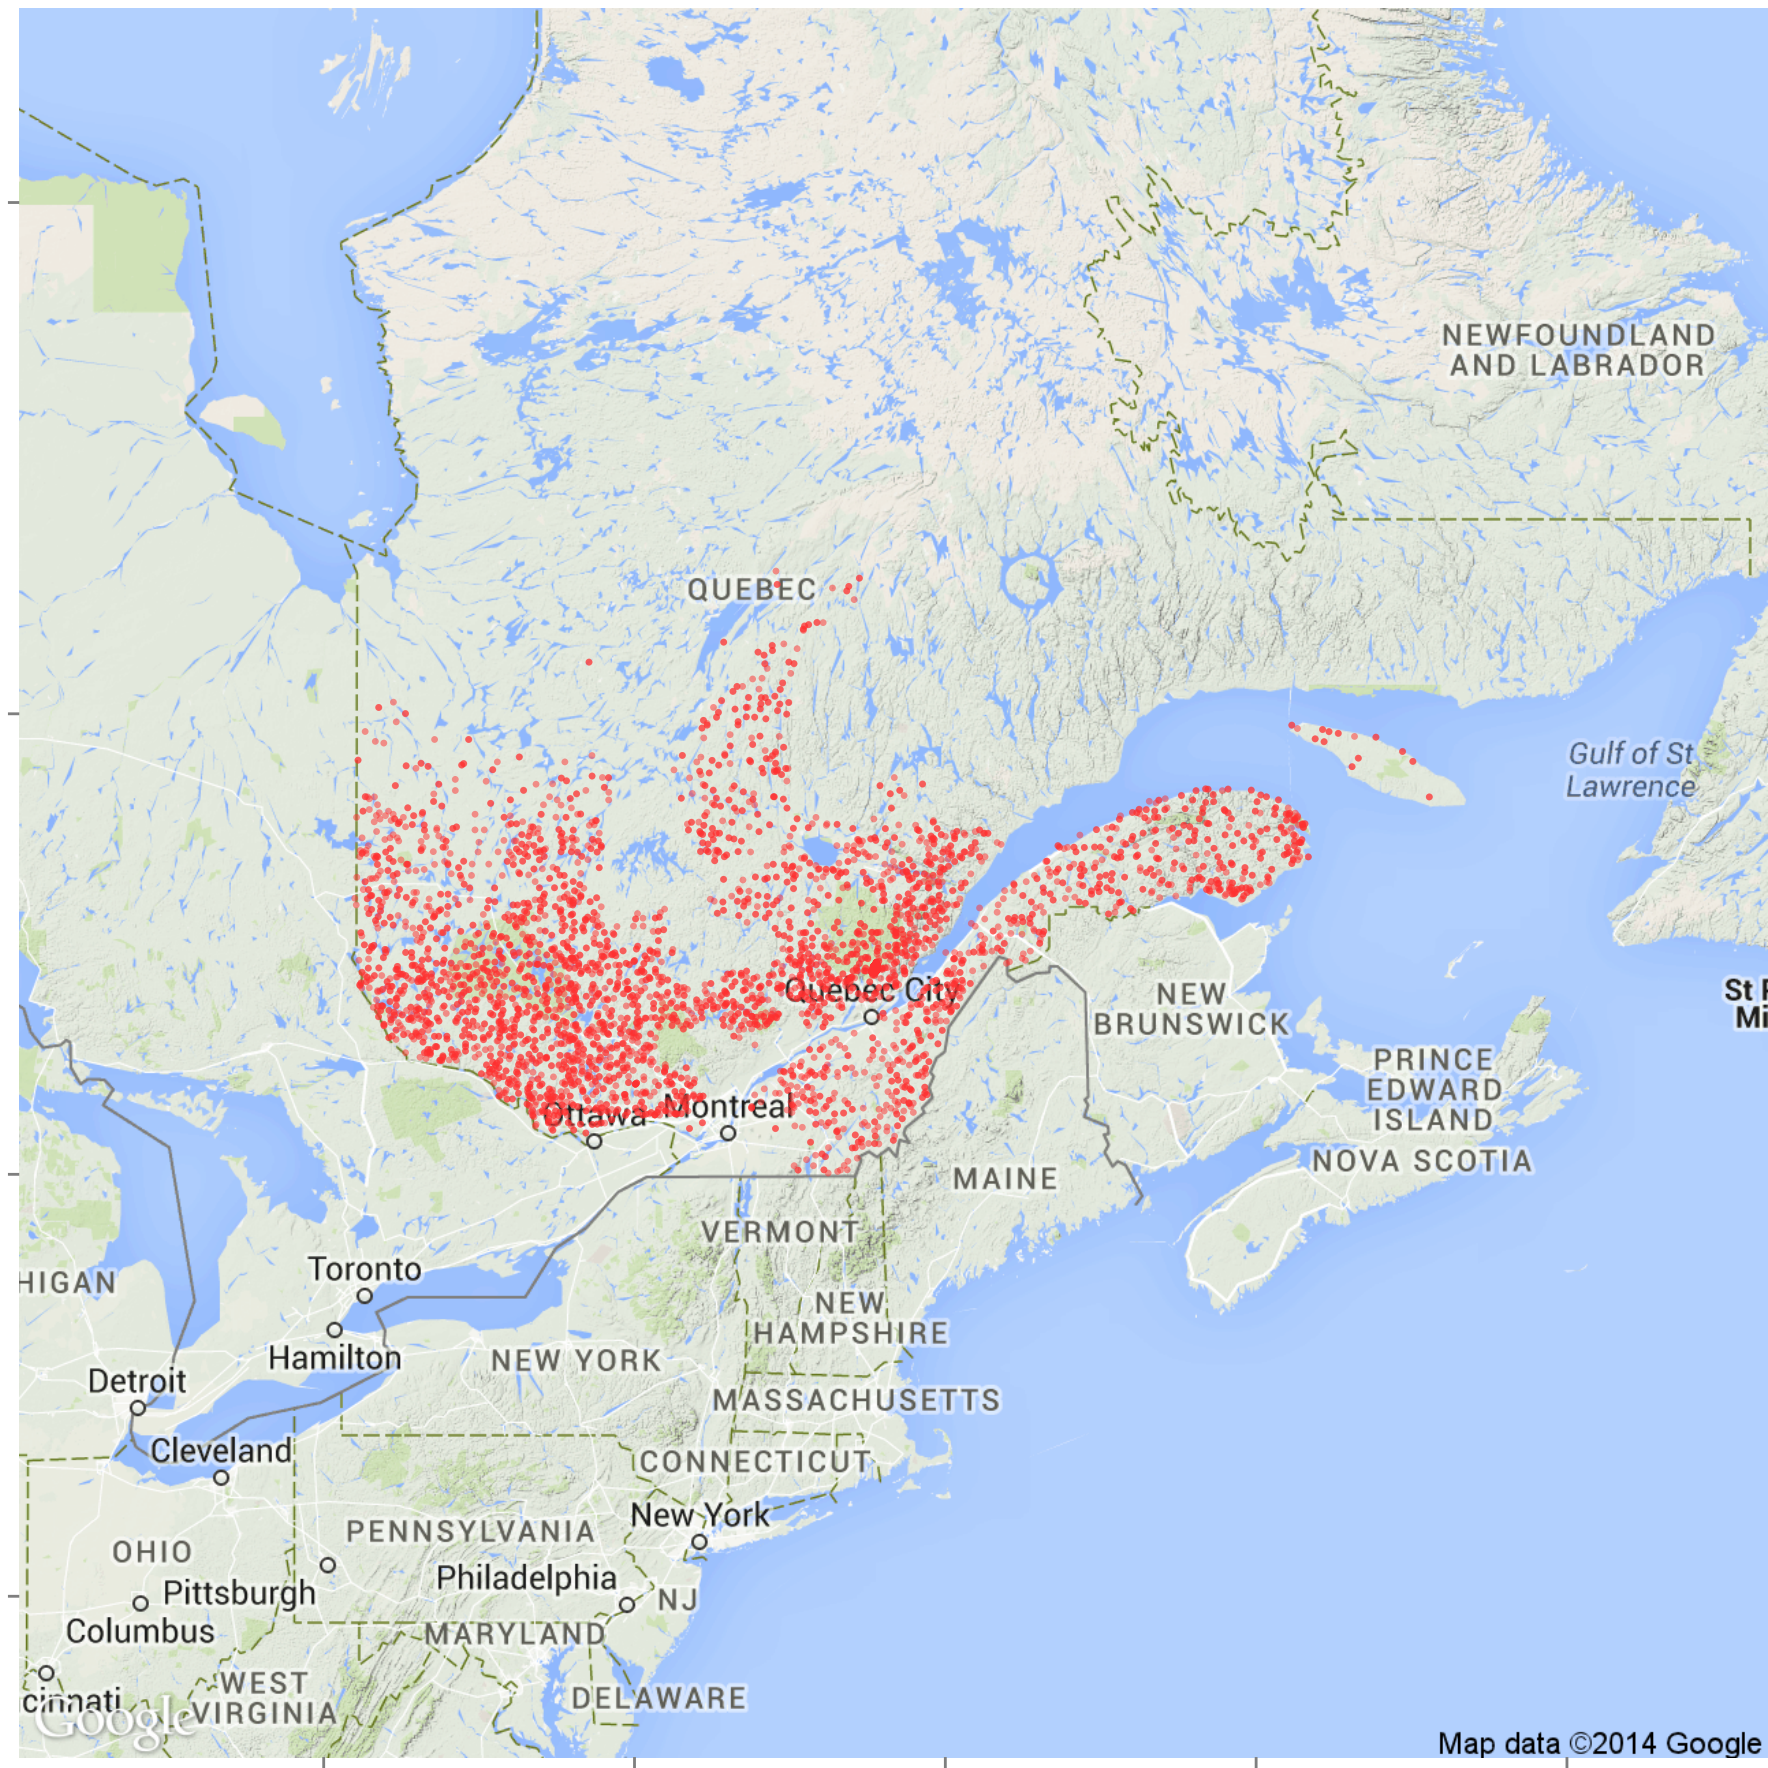 NEWFOUNDLAND
AND LABRADOR
QUEBEC
Gulf of St
Lawrence
Quebec City
St
Mi
NEW
BRUNSWICK
PRINCE
EDWARD
ISLAND
Ottawa
Montreal
NOVA SCOTIA
MAINE
VERMONT
Toronto
HIGAN
NEW
HAMPSHIRE
Hamilton
NEW YORK
Detroit
MASSACHUSETTS
Cleveland
CONNECTICUT
New York
PENNSYLVANIA
OHIO
Philadelphia
Pittsburgh
NJ
Columbus
MARYLAND
WEST
VIRGINIA
DELAWARE
cinnati
Google
Map data ©2014 Google